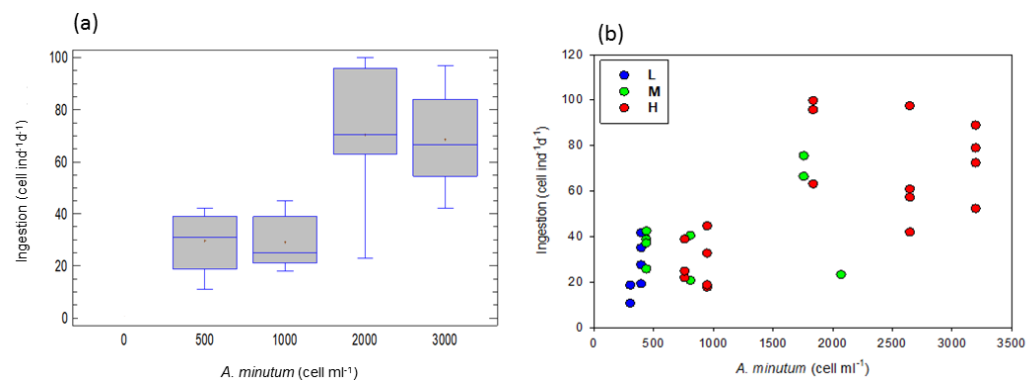 (a)
100
80
60
40
20
0
Ingestion (cell ind⁻¹d⁻¹)
0 500 1000 2000 3000
A. minutum (cell ml⁻¹)
(b)
120
100
80
60
40
20
0
Ingestion (cell ind¹d⁻¹)
L
M
H
0 500 1000 1500 2000 2500 3000 3500
A. minutum (cell ml⁻¹)